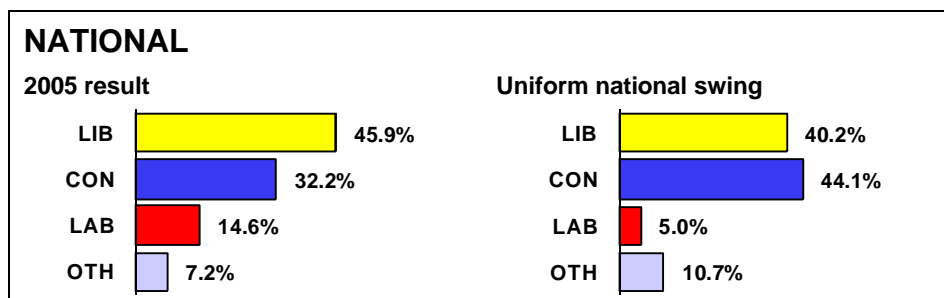 NATIONAL
2005 result
LIB 45.9%
CON 32.2%
LAB 14.6%
OTH 7.2%
Uniform national swing
LIB 40.2%
CON 44.1%
LAB 5.0%
OTH 10.7%